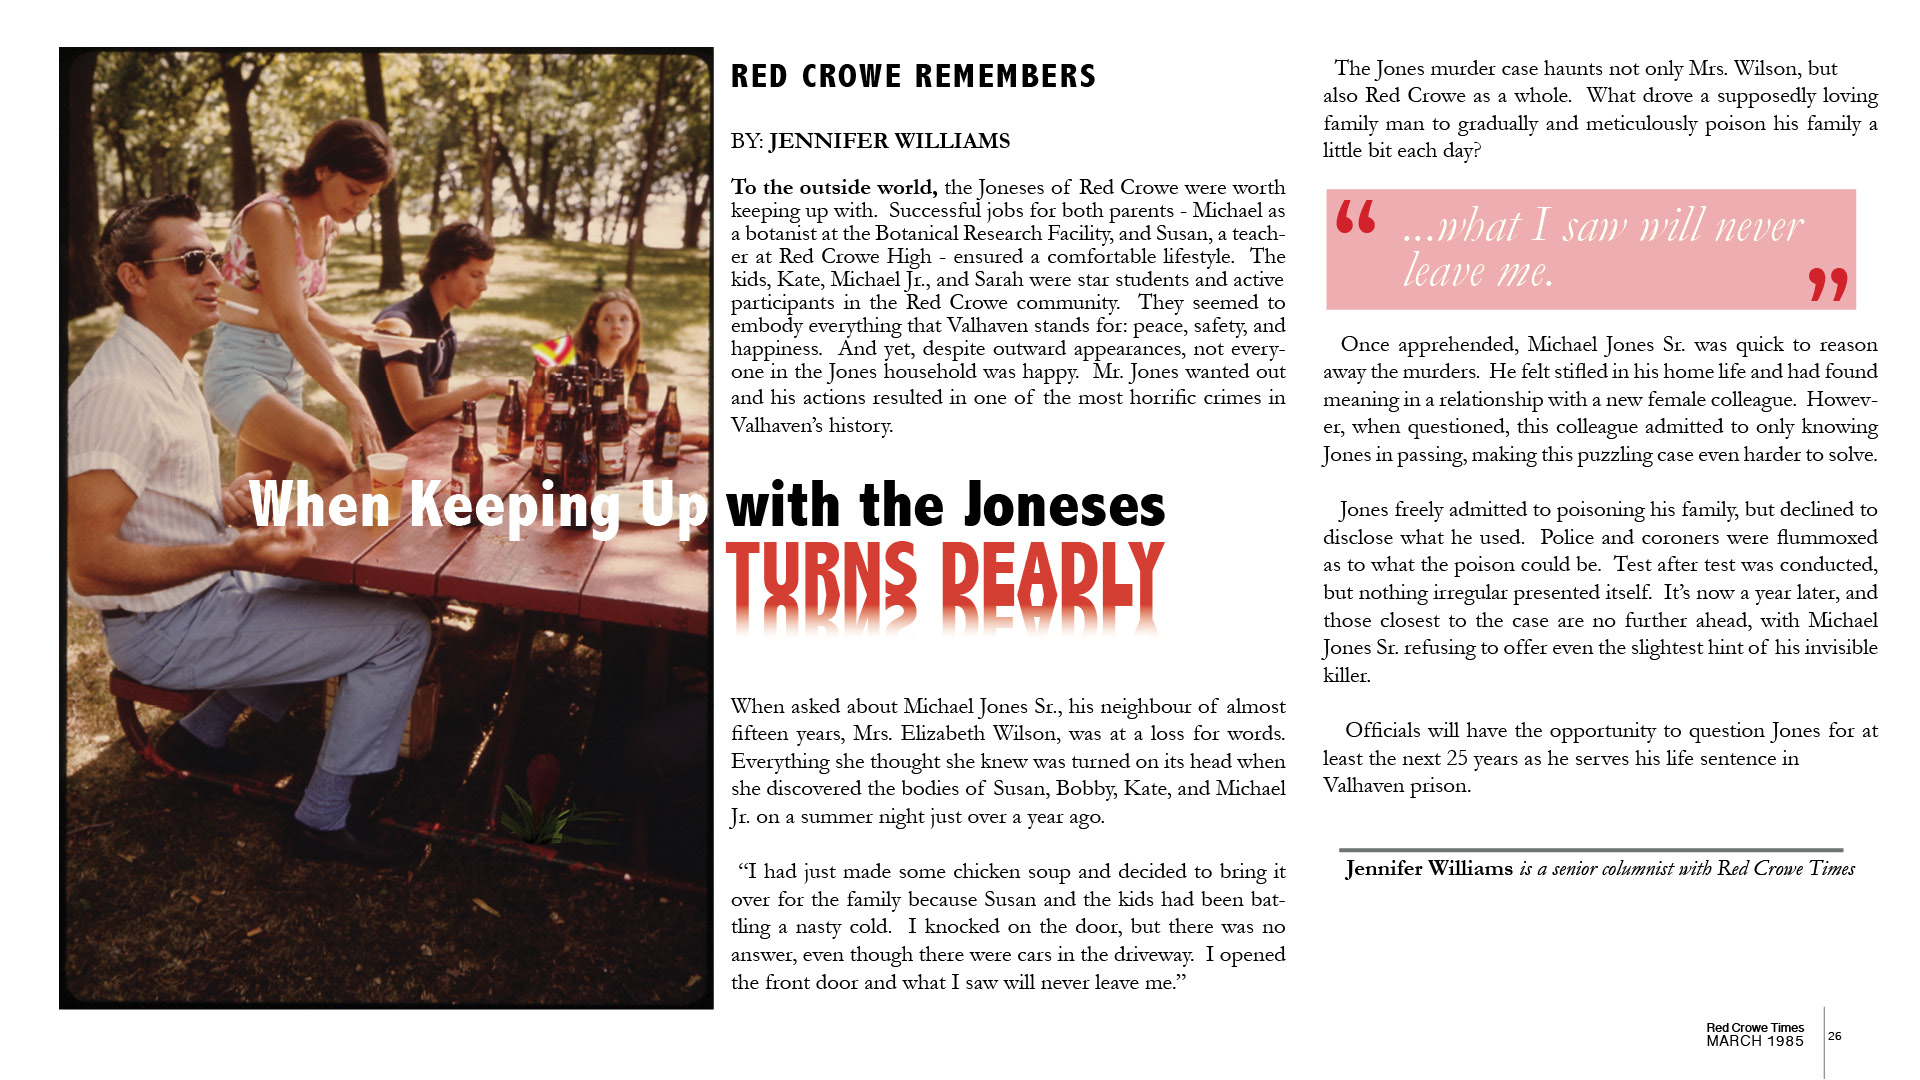 RED CROWE REMEMBERS
BY: JENNIFER WILLIAMS
To the outside world, the Joneses of Red Crowe were worth
keeping up with. Successful jobs for both parents - Michael as
a botanist at the Botanical Research Facility, and Susan, a teach-
er at Red Crowe High - ensured a comfortable lifestyle. The
kids, Kate, Michael Jr., and Sarah were star students and active
participants in the Red Crowe community. They seemed to
embody everything that Valhaven stands for: peace, safety, and
happiness. And yet, despite outward appearances, not every-
one in the Jones household was happy. Mr. Jones wanted out
and his actions resulted in one of the most horrific crimes in
Valhaven's history.
When Keeping Up with the Joneses
TURNS DEADLY
When asked about Michael Jones Sr., his neighbour of almost
fifteen years, Mrs. Elizabeth Wilson, was at a loss for words.
Everything she thought she knew was turned on its head when
she discovered the bodies of Susan, Bobby, Kate, and Michael
Jr. on a summer night just over a year ago.
“I had just made some chicken soup and decided to bring it
over for the family because Susan and the kids had been bat-
tling a nasty cold. I knocked on the door, but there was no
answer, even though there were cars in the driveway. I opened
the front door and what I saw will never leave me.”
The Jones murder case haunts not only Mrs. Wilson, but
also Red Crowe as a whole. What drove a supposedly loving
family man to gradually and meticulously poison his family a
little bit each day?
“...what I saw will never
leave me.”
Once apprehended, Michael Jones Sr. was quick to reason
away the murders. He felt stifled in his home life and had found
meaning in a relationship with a new female colleague. Howev-
er, when questioned, this colleague admitted to only knowing
Jones in passing, making this puzzling case even harder to solve.
Jones freely admitted to poisoning his family, but declined to
disclose what he used. Police and coroners were flummoxed
as to what the poison could be. Test after test was conducted,
but nothing irregular presented itself. It's now a year later, and
those closest to the case are no further ahead, with Michael
Jones Sr. refusing to offer even the slightest hint of his invisible
killer.
Officials will have the opportunity to question Jones for at
least the next 25 years as he serves his life sentence in
Valhaven prison.
Jennifer Williams is a senior columnist with Red Crowe Times
Red Crowe Times
MARCH 1985
26